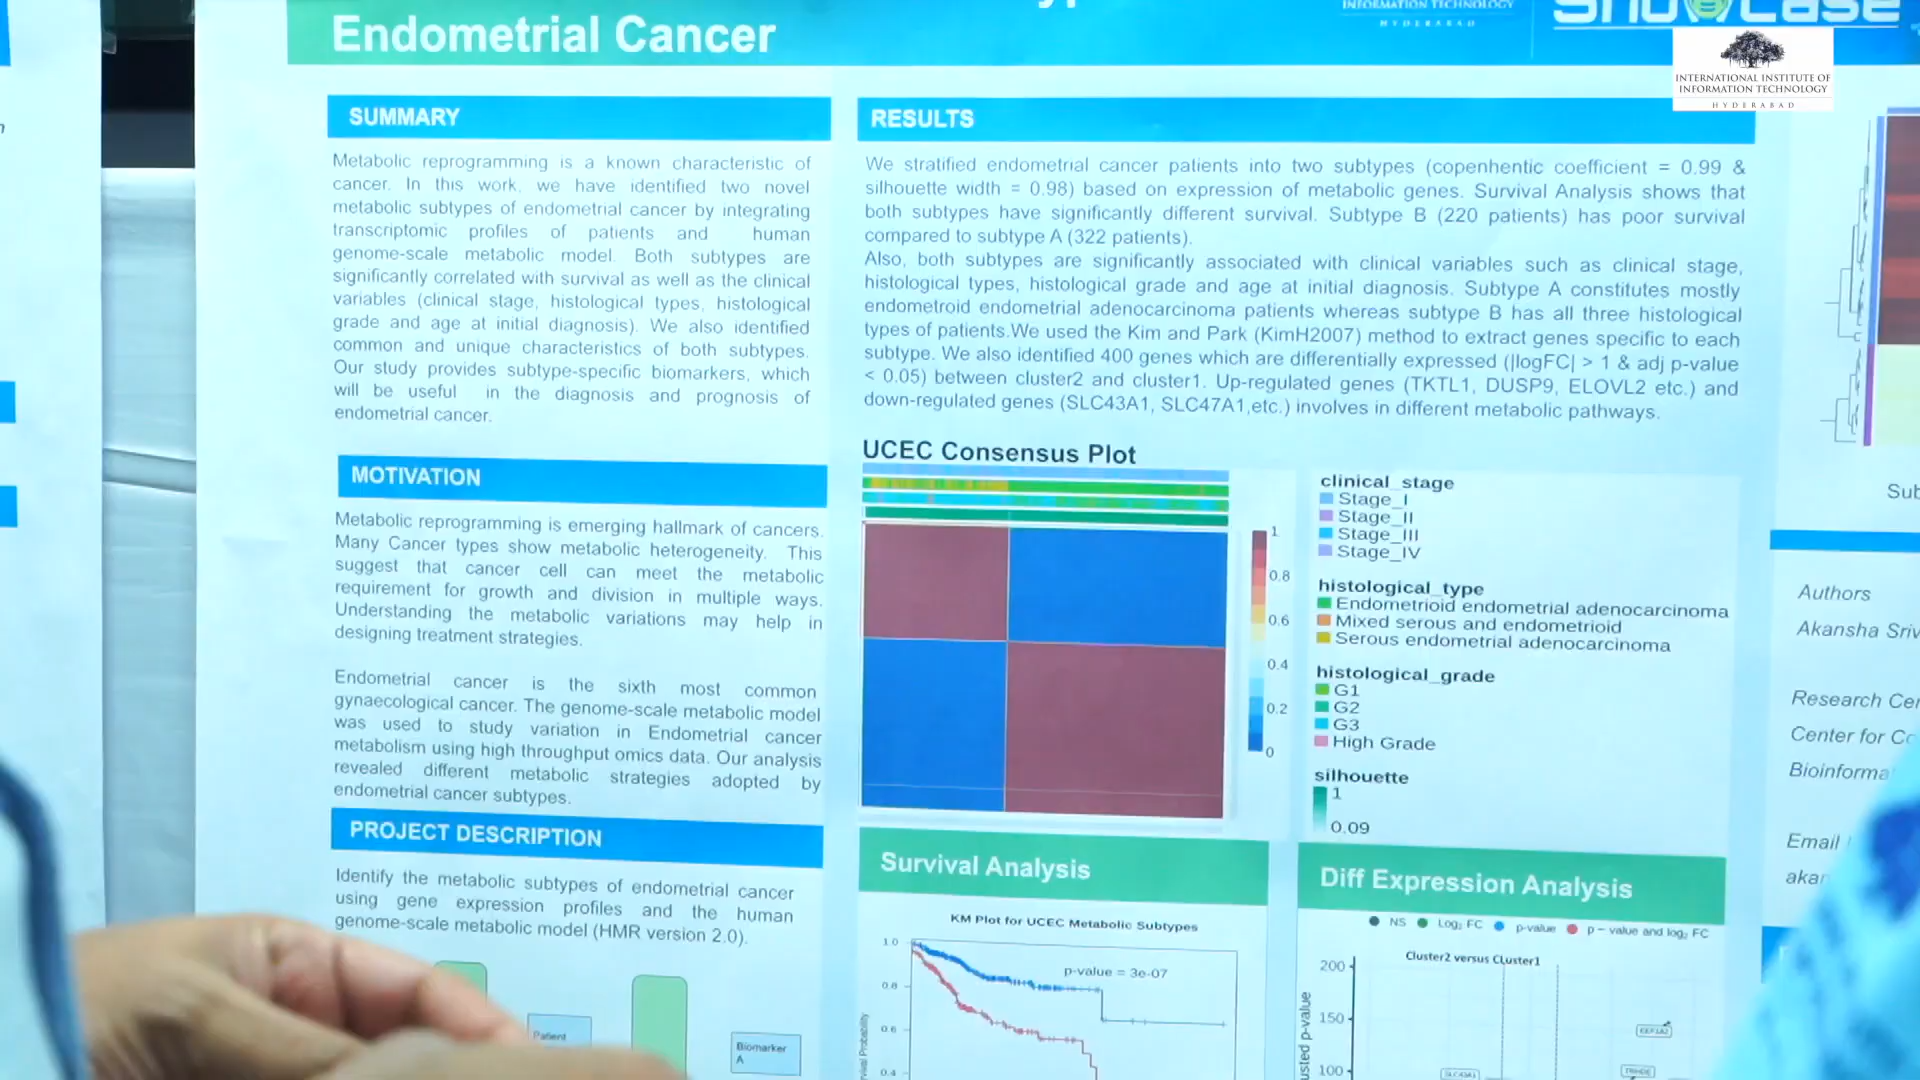 Endometrial Cancer
INFORMATION TECHNOLOGY
HYDERABAD
Showcase
INTERNATIONAL INSTITUTE OF
INFORMATION TECHNOLOGY
HYDERABAD
SUMMARY
Metabolic reprogramming is a known characteristic of
cancer. In this work, we have identified two novel
metabolic subtypes of endometrial cancer by integrating
transcriptomic profiles of patients and human
genome-scale metabolic model. Both subtypes are
significantly correlated with survival as well as the clinical
variables (clinical stage, histological types, histological
grade and age at initial diagnosis). We also identified
common and unique characteristics of both subtypes.
Our study provides subtype-specific biomarkers, which
will be useful in the diagnosis and prognosis of
endometrial cancer.
MOTIVATION
Metabolic reprogramming is emerging hallmark of cancers.
Many Cancer types show metabolic heterogeneity. This
suggest that cancer cell can meet the metabolic
requirement for growth and division in multiple ways.
Understanding the metabolic variations may help in
designing treatment strategies.
Endometrial cancer is the sixth most common
gynaecological cancer. The genome-scale metabolic model
was used to study variation in Endometrial cancer
metabolism using high throughput omics data. Our analysis
revealed different metabolic strategies adopted by
endometrial cancer subtypes.
PROJECT DESCRIPTION
Identify the metabolic subtypes of endometrial cancer
using gene expression profiles and the human
genome-scale metabolic model (HMR version 2.0).
Patient
Biomarker
A
RESULTS
We stratified endometrial cancer patients into two subtypes (copenhentic coefficient = 0.99 &
silhouette width = 0.98) based on expression of metabolic genes. Survival Analysis shows that
both subtypes have significantly different survival. Subtype B (220 patients) has poor survival
compared to subtype A (322 patients).
Also, both subtypes are significantly associated with clinical variables such as clinical stage,
histological types, histological grade and age at initial diagnosis. Subtype A constitutes mostly
endometroid endometrial adenocarcinoma patients whereas subtype B has all three histological
types of patients.We used the Kim and Park (KimH2007) method to extract genes specific to each
subtype. We also identified 400 genes which are differentially expressed (|logFC| > 1 & adj p-value
< 0.05) between cluster2 and cluster1. Up-regulated genes (TKTL1, DUSP9, ELOVL2 etc.) and
down-regulated genes (SLC43A1, SLC47A1,etc.) involves in different metabolic pathways.
UCEC Consensus Plot
1
0.8
0.6
0.4
0.2
0
clinical_stage
Stage_I
Stage_II
Stage_III
Stage_IV
histological_type
Endometrioid endometrial adenocarcinoma
Mixed serous and endometrioid
Serous endometrial adenocarcinoma
histological_grade
G1
G2
G3
High Grade
silhouette
1
0.09
Survival Analysis
KM Plot for UCEC Metabolic Subtypes
p-value = 3e-07
1.0
0.8
0.6
0.4
Diff Expression Analysis
NS Log₂ FC p-value p – value and log₂ FC
Cluster2 versus Cluster1
200
150
100
SLC43A1
Sub
Authors
Akansha Sriv
Research Cen
Center for Co
Bioinforma
Email
akan